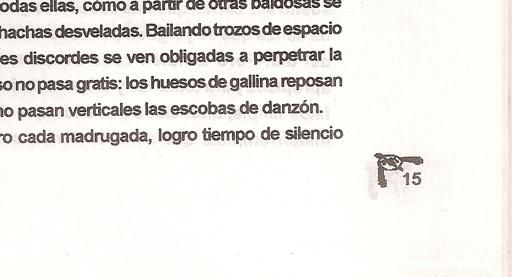 odas ellas, cómo a partir de otras baldosas se
hachas desveladas. Bailando trozos de espacio
es discordes se ven obligadas a perpetrar la
so no pasa gratis: los huesos de gallina reposan
no pasan verticales las escobas de danzón.
ro cada madrugada, logro tiempo de silencio
15